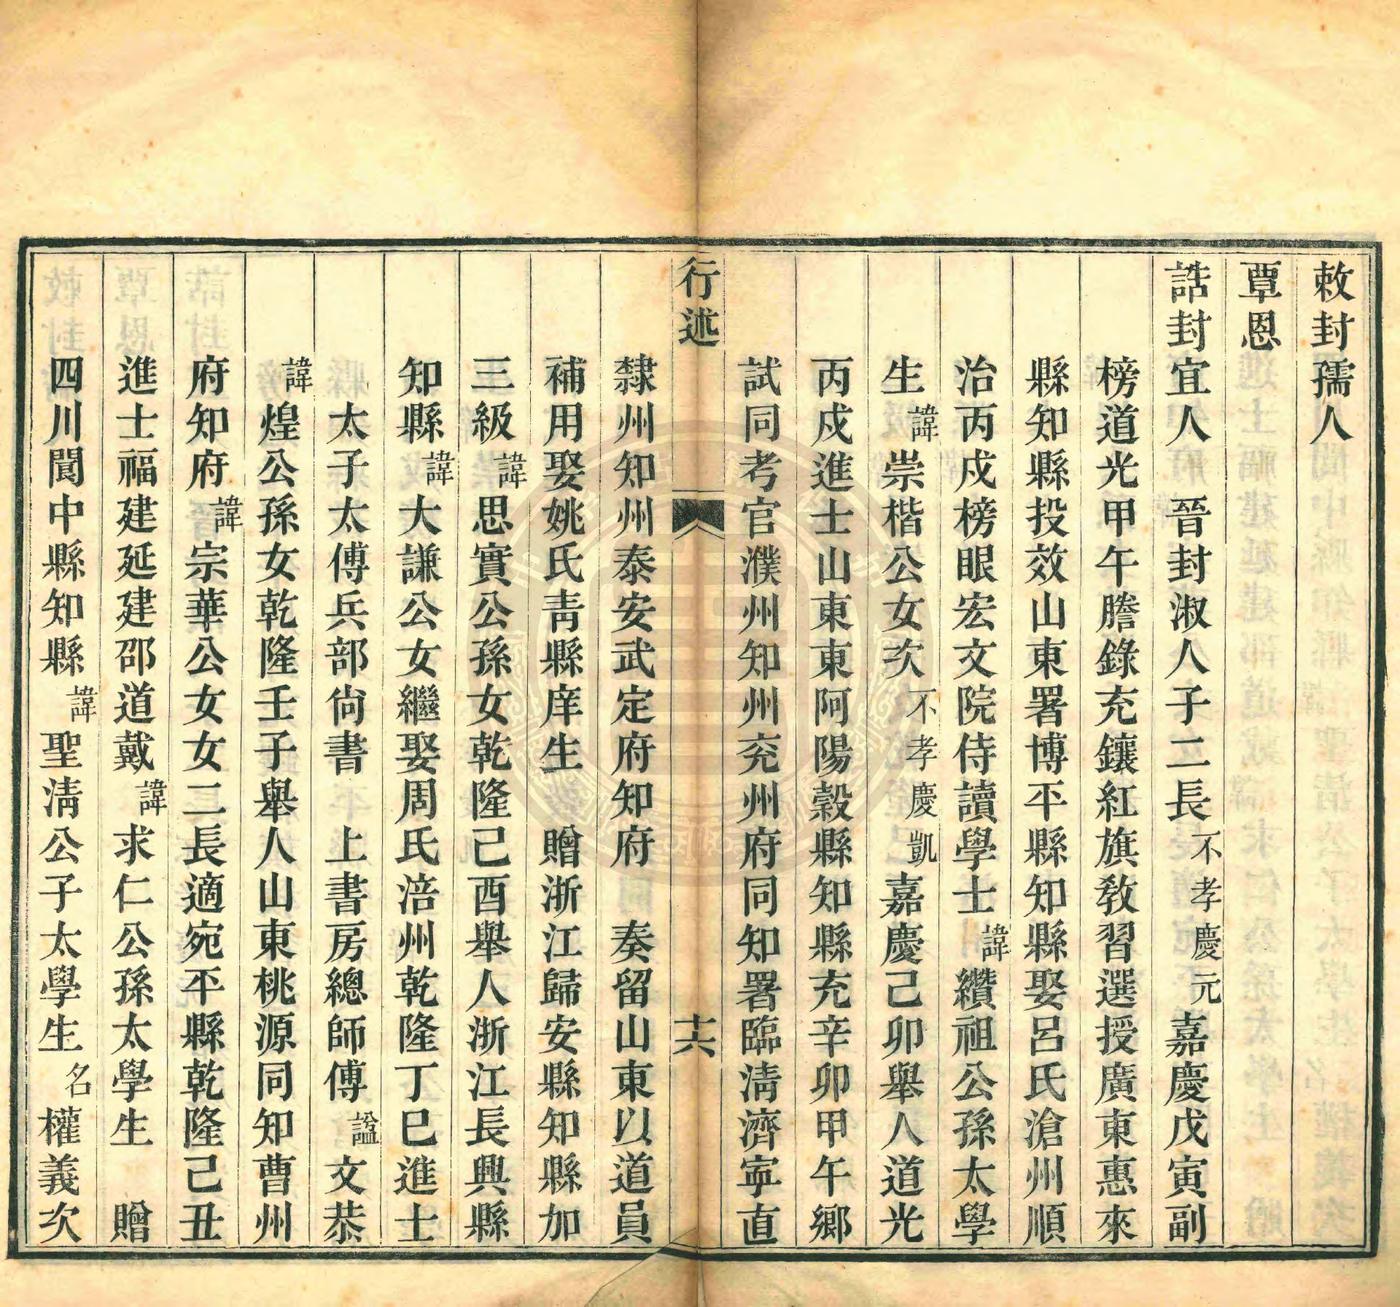 敕封孺人
覃恩
誥封宜人　晉封淑人子二長不孝慶元　嘉慶戊寅副
榜道光甲午謄錄充鑲紅旗敎習選授廣東惠來
縣知縣投效山東署博平縣知縣娶呂氏滄州順
治丙戌榜眼宏文院侍讀學士諱纘祖公孫太學
生諱崇楷公女次不孝慶凱嘉慶己卯舉人道光
丙戌進士山東東阿陽穀縣知縣充辛卯甲午鄉
試同考官濮州知州兖州府同知署臨淸濟寧直
行述
十六
隸州知州泰安武定府知府　奏留山東以道員
補用娶姚氏靑縣庠生　贈浙江歸安縣知縣加
三級諱思實公孫女乾隆己酉舉人浙江長興縣
知縣諱大謙公女繼娶周氏涪州乾隆丁巳進士
太子太傅兵部尙書　上書房總師傅諡文恭
諱煌公孫女乾隆壬子舉人山東桃源同知曹州
府知府諱宗華公女女二長適宛平縣乾隆己丑
進士福建延建邵道戴諱求仁公孫太學生　贈
四川閬中縣知縣諱聖淸公子太學生名權義次